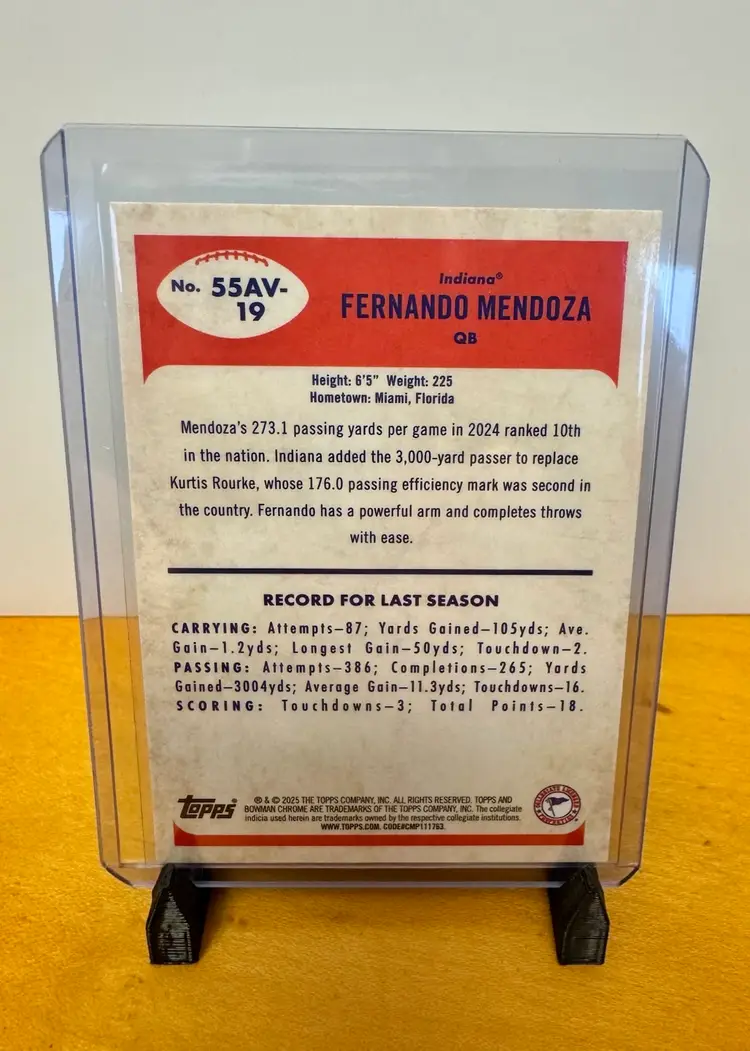 No. 55AV-
19
Indiana®
FERNANDO MENDOZA
QB
Height: 6'5" Weight: 225
Hometown: Miami, Florida
Mendoza's 273.1 passing yards per game in 2024 ranked 10th
in the nation. Indiana added the 3,000-yard passer to replace
Kurtis Rourke, whose 176.0 passing efficiency mark was second in
the country. Fernando has a powerful arm and completes throws
with ease.
RECORD FOR LAST SEASON
CARRYING: Attempts–87; Yards Gained–105yds; Ave.
Gain–1.2yds; Longest Gain–50yds; Touchdown–2.
PASSING: Attempts–386; Completions–265; Yards
Gained–3004yds; Average Gain–11.3yds; Touchdowns–16.
SCORING: Touchdowns–3; Total Points–18.
Topps
® & © 2025 THE TOPPS COMPANY, INC. ALL RIGHTS RESERVED. TOPPS AND
BOWMAN CHROME ARE TRADEMARKS OF THE TOPPS COMPANY, INC. The collegiate
indicia used herein are trademarks owned by the respective collegiate institutions.
WWW.TOPPS.COM. CODE#CMP111763.